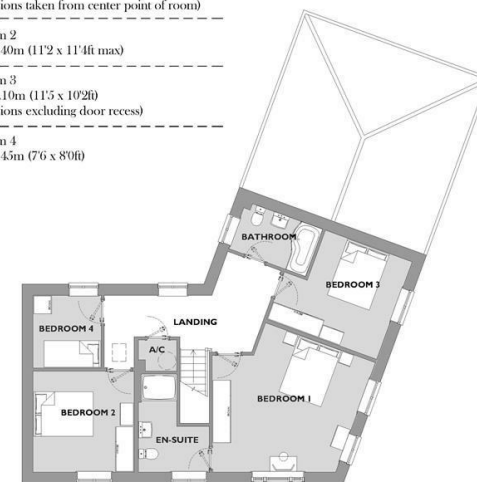 ions taken from center point of room)
m 2
.40m (11'2 x 11'4ft max)
m 3
.10m (11'5 x 10'2ft)
ions excluding door recess)
m 4
.45m (7'6 x 8'0ft)
BATHROOM
BEDROOM 3
LANDING
BEDROOM 4
A/C
BEDROOM 1
BEDROOM 2
EN-SUITE